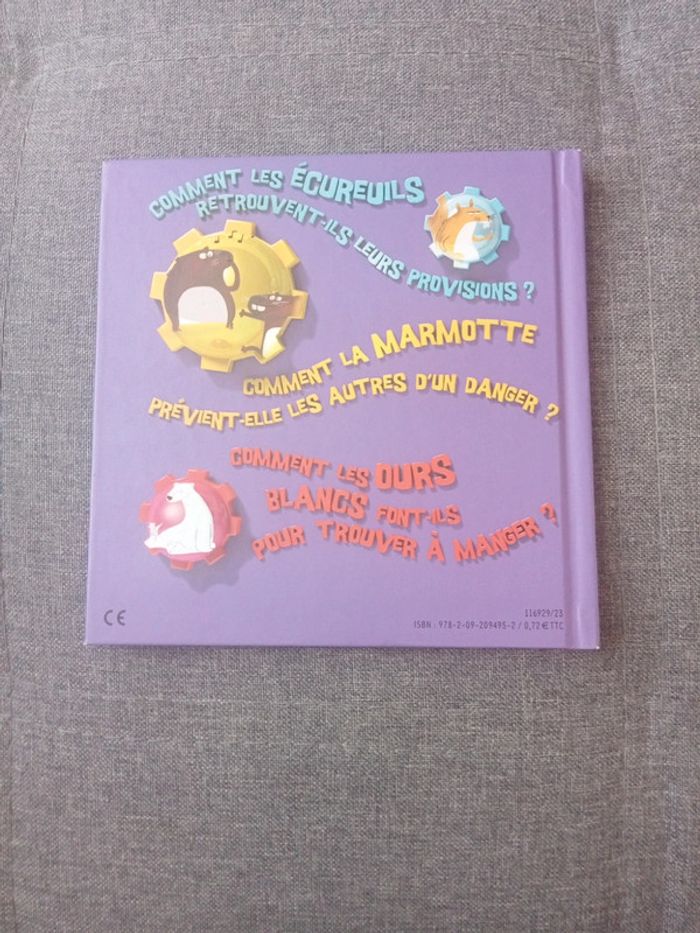 COMMENT LES ÉCUREUILS
RETROUVENT-ILS LEURS PROVISIONS ?
COMMENT LA MARMOTTE
PRÉVIENT-ELLE LES AUTRES D'UN DANGER ?
COMMENT LES OURS
BLANCS FONT-ILS
POUR TROUVER À MANGER ?
CE
116929/23
ISBN : 978-2-09-209495-2 / 0,72 € TTC